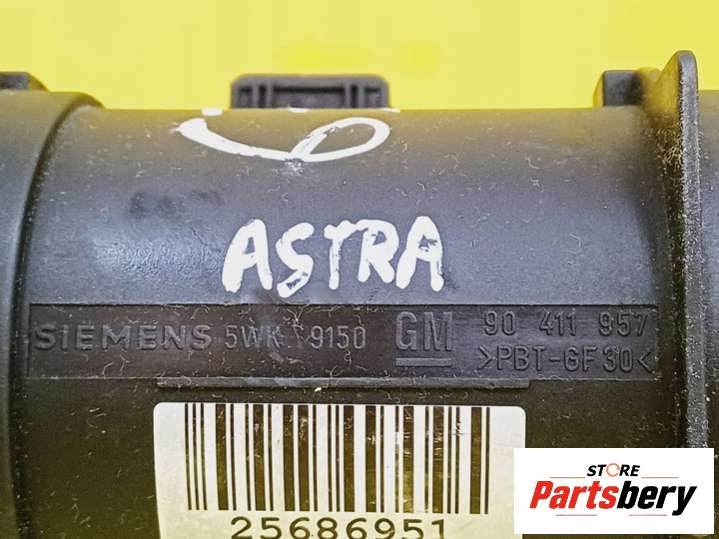 ASTRA
SIEMENS 5WK 9150 GM 90 411 957
>PBT-GF30<
25686951
STORE
Partsbery